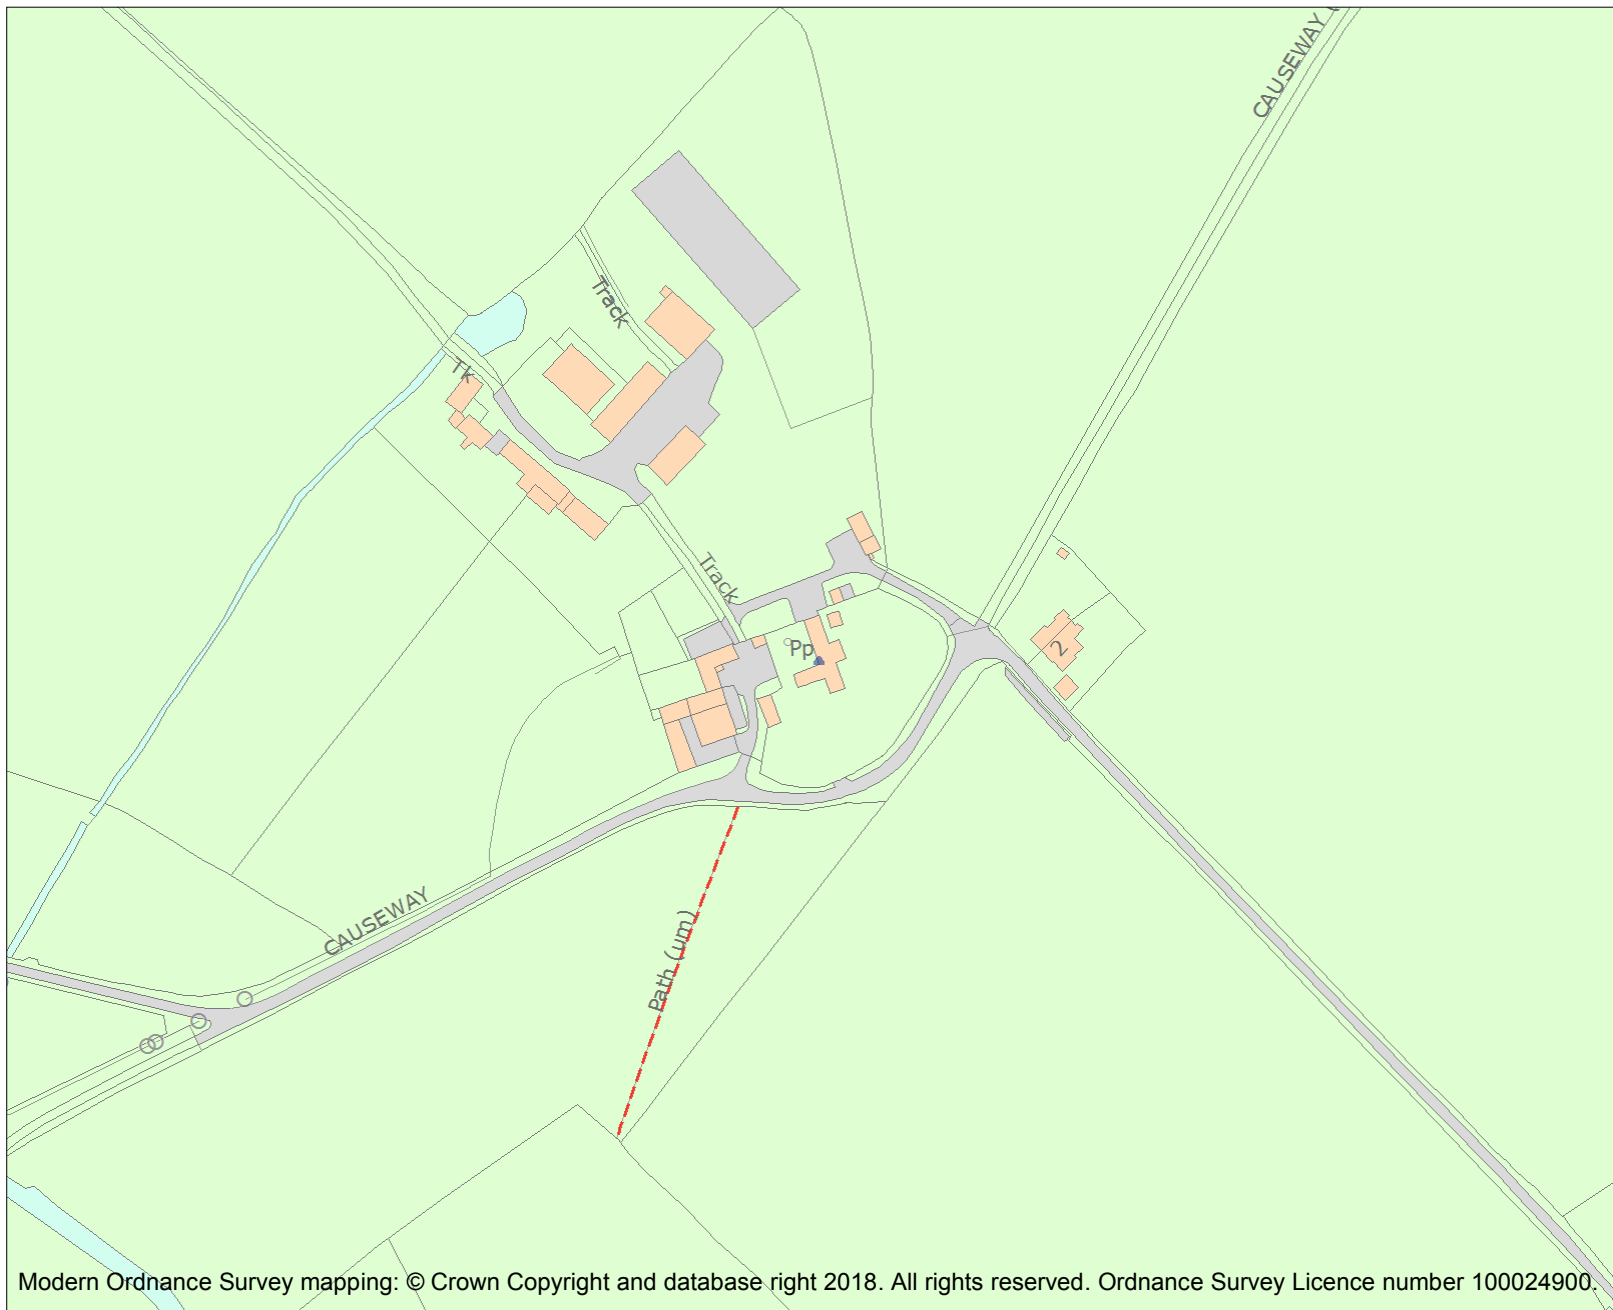 CAUSEWAY
Track
Tk
Track
2
Pp
CAUSEWAY
Path (um)
Modern Ordnance Survey mapping: © Crown Copyright and database right 2018. All rights reserved. Ordnance Survey Licence number 100024900.